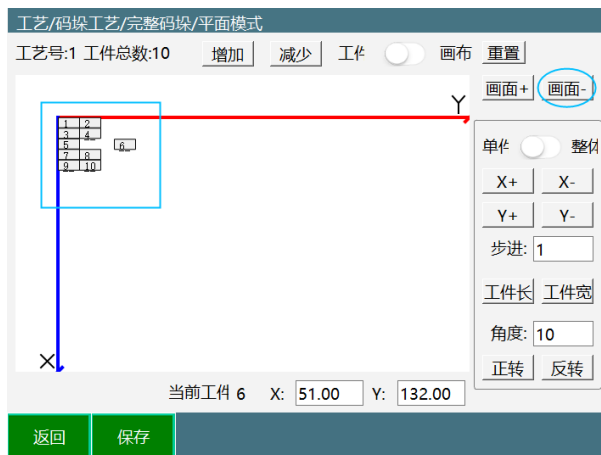 工艺/码垛工艺/完整码垛/平面模式
工艺号:1 工件总数:10 增加 减少 工件 画布 重置
画面+ 画面-
Y
1 2
3 4
5 6
7 8
9 10
单件 整体
X+ X-
Y+ Y-
步进: 1
工件长 工件宽
角度: 10
X
正转 反转
当前工件 6 X: 51.00 Y: 132.00
返回 保存